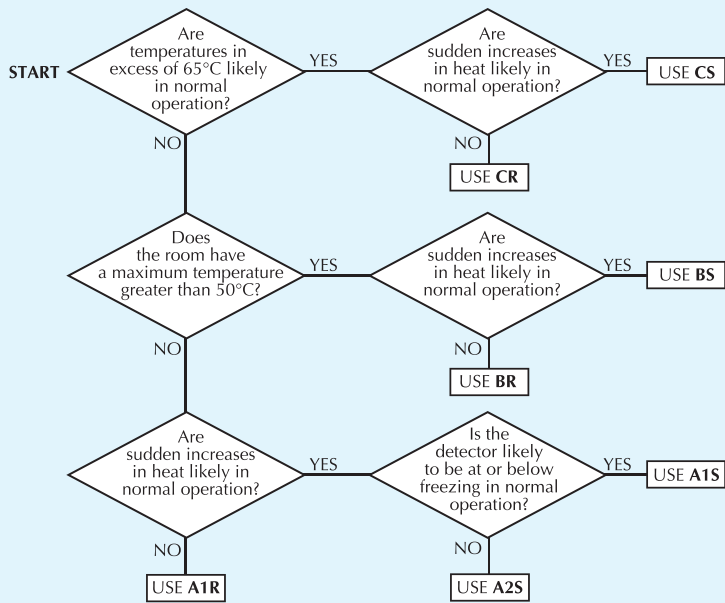 START
Are
temperatures in
excess of 65°C likely
in normal
operation?
YES
Are
sudden increases
in heat likely in
normal operation?
YES
USE CS
NO
NO
USE CR
Does
the room have
a maximum temperature
greater than 50°C?
YES
Are
sudden increases
in heat likely in
normal operation?
YES
USE BS
NO
NO
USE BR
Are
sudden increases
in heat likely in
normal operation?
YES
Is the
detector likely
to be at or below
freezing in normal
operation?
YES
USE A1S
NO
NO
USE A1R
USE A2S